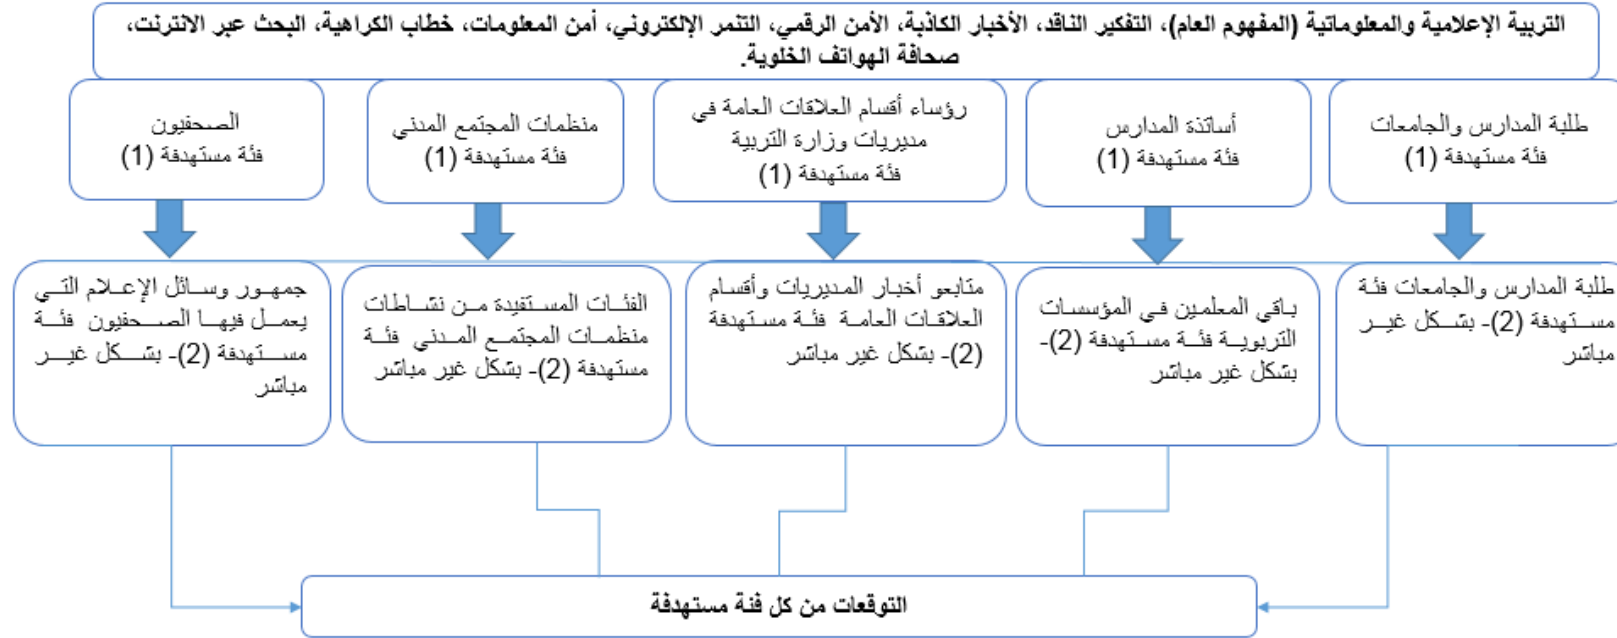 التربية الإعلامية والمعلوماتية (المفهوم العام)، التفكير الناقد، الأخبار الكاذبة، الأمن الرقمي، التنمر الإلكتروني، أمن المعلومات، خطاب الكراهية، البحث عبر الانترنت،
صحافة الهواتف الخلوية.
طلبة المدارس والجامعات
فئة مستهدفة (1)
أساتذة المدارس
فئة مستهدفة (1)
رؤساء أقسام العلاقات العامة في
مديريات وزارة التربية
فئة مستهدفة (1)
منظمات المجتمع المدني
فئة مستهدفة (1)
الصحفيون
فئة مستهدفة (1)
طلبة المدارس والجامعات فئة
مستهدفة (2)- بشكل غير
مباشر
باقي المعلمين في المؤسسات
التربوية فئة مستهدفة (2)-
بشكل غير مباشر
متابعو أخبار المديريات وأقسام
العلاقات العامة فئة مستهدفة
(2)- بشكل غير مباشر
الفئات المستفيدة من نشاطات
منظمات المجتمع المدني فئة
مستهدفة (2)- بشكل غير مباشر
جمهور وسائل الإعلام التي
يعمل فيها الصحفيون فئة
مستهدفة (2)- بشكل غير
مباشر
التوقعات من كل فئة مستهدفة